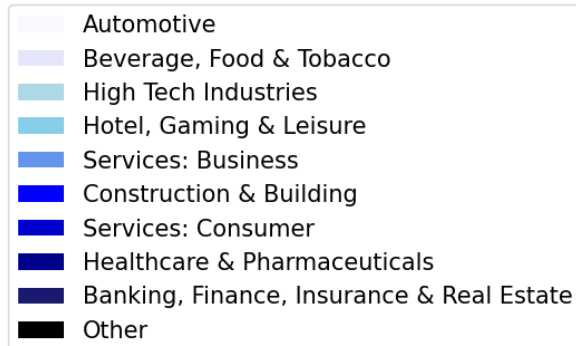 Automotive
Beverage, Food & Tobacco
High Tech Industries
Hotel, Gaming & Leisure
Services: Business
Construction & Building
Services: Consumer
Healthcare & Pharmaceuticals
Banking, Finance, Insurance & Real Estate
Other